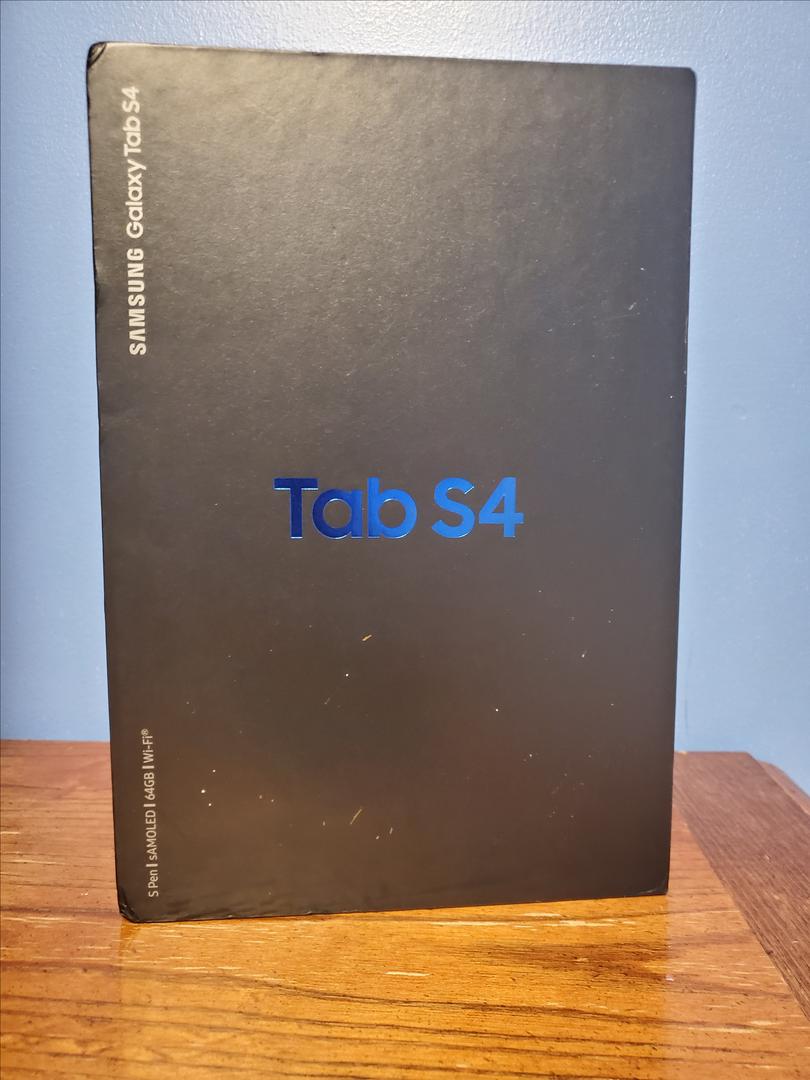 SAMSUNG Galaxy Tab S4
Tab S4
S Pen | sAMOLED | 64GB | Wi-Fi®